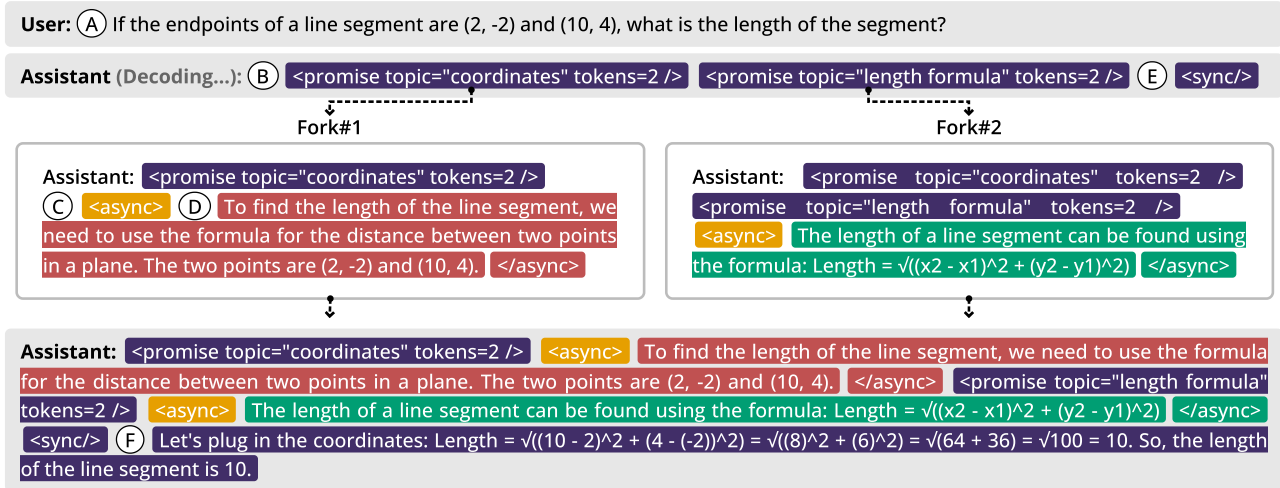 User: A If the endpoints of a line segment are (2, -2) and (10, 4), what is the length of the segment?
Assistant (Decoding...): B <promise topic="coordinates" tokens=2 /> <promise topic="length formula" tokens=2 /> E <sync/>
Fork#1
Assistant: <promise topic="coordinates" tokens=2 />
C <async> D To find the length of the line segment, we
need to use the formula for the distance between two points
in a plane. The two points are (2, -2) and (10, 4). </async>
Fork#2
Assistant: <promise topic="coordinates" tokens=2 />
<promise topic="length formula" tokens=2 />
<async> The length of a line segment can be found using
the formula: Length = √((x2 - x1)^2 + (y2 - y1)^2) </async>
Assistant: <promise topic="coordinates" tokens=2 /> <async> To find the length of the line segment, we need to use the formula
for the distance between two points in a plane. The two points are (2, -2) and (10, 4). </async> <promise topic="length formula"
tokens=2 /> <async> The length of a line segment can be found using the formula: Length = √((x2 - x1)^2 + (y2 - y1)^2) </async>
<sync/> F Let's plug in the coordinates: Length = √((10 - 2)^2 + (4 - (-2))^2) = √((8)^2 + (6)^2) = √(64 + 36) = √100 = 10. So, the length
of the line segment is 10.